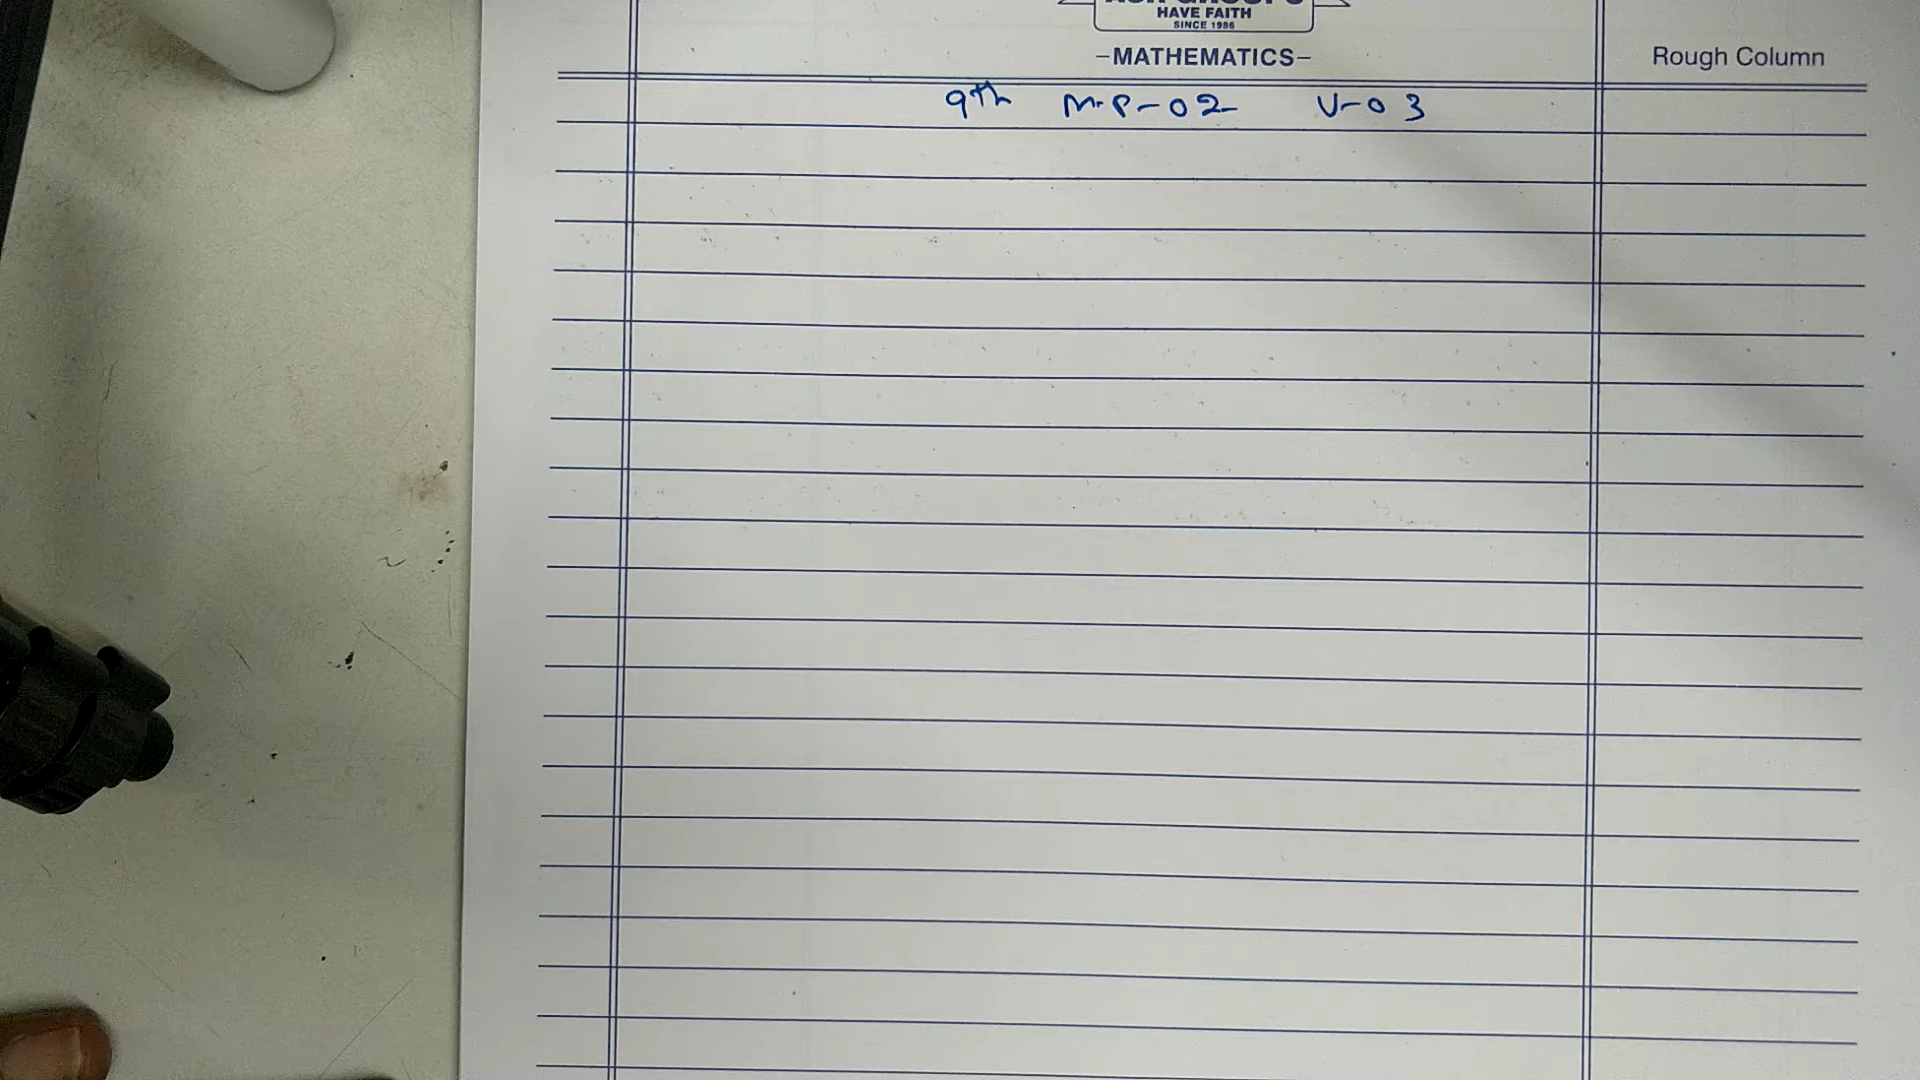 HAVE FAITH
SINCE 1986
-MATHEMATICS-
Rough Column
9th M.P-02 V-03